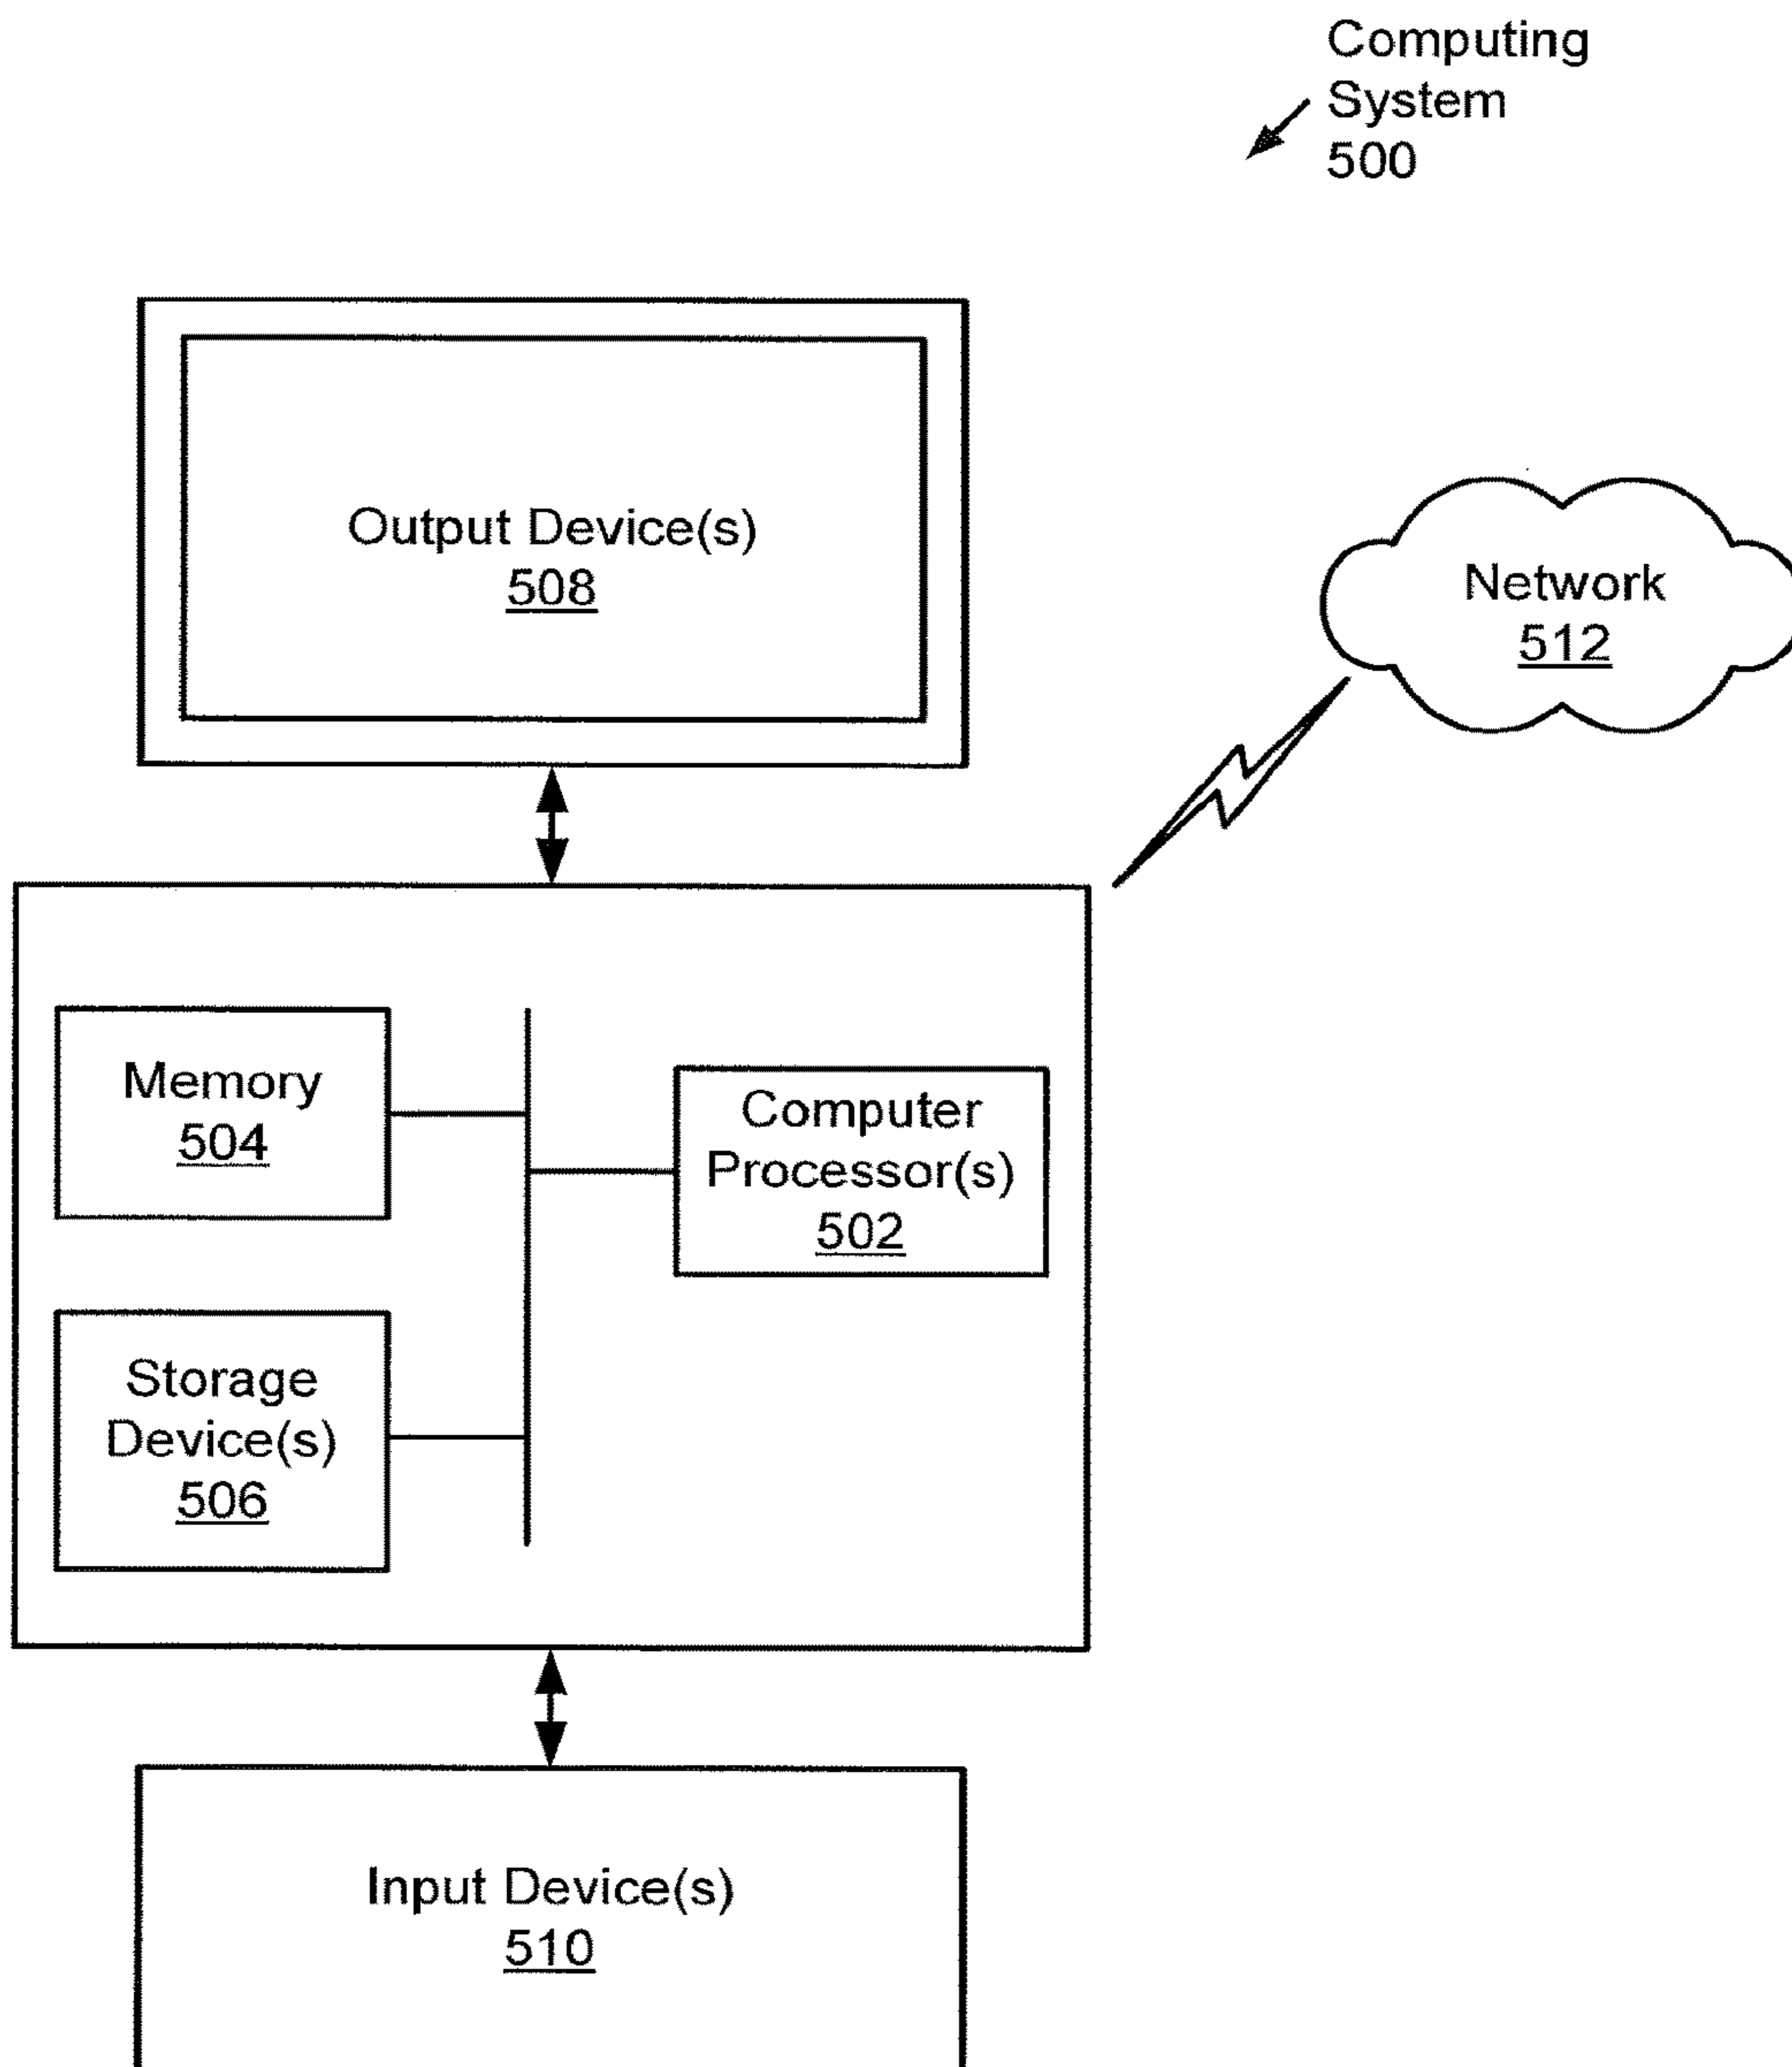 Computing
System
500
Output Device(s)
508
Network
512
Memory
504
Computer
Processor(s)
502
Storage
Device(s)
506
Input Device(s)
510